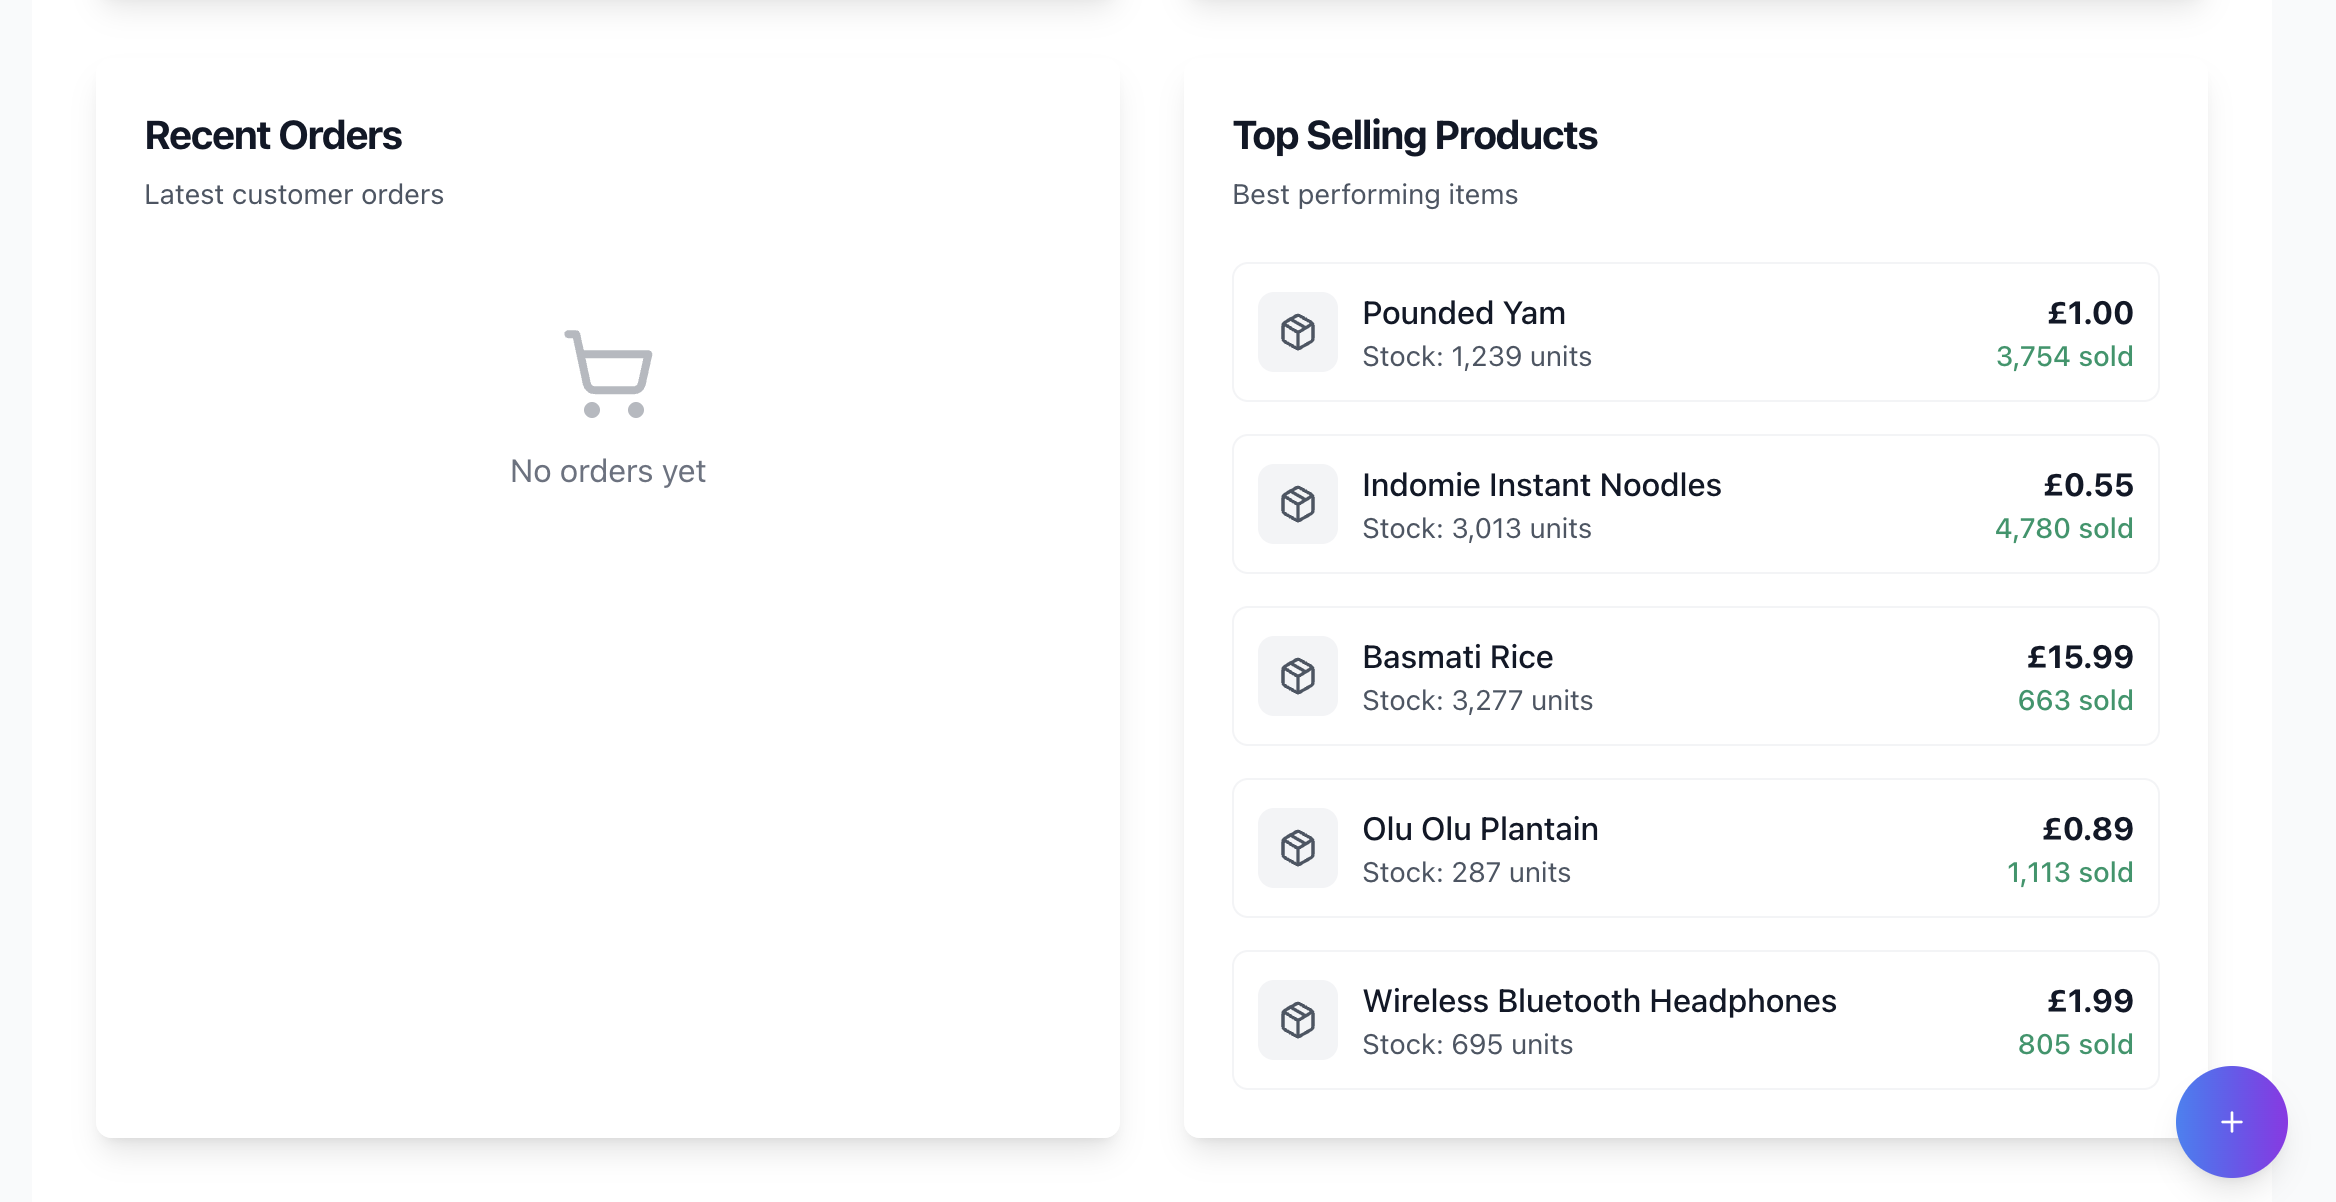 Recent Orders
Latest customer orders
No orders yet
Top Selling Products
Best performing items
Pounded Yam
£1.00
Stock: 1,239 units
3,754 sold
Indomie Instant Noodles
£0.55
Stock: 3,013 units
4,780 sold
Basmati Rice
£15.99
Stock: 3,277 units
663 sold
Olu Olu Plantain
£0.89
Stock: 287 units
1,113 sold
Wireless Bluetooth Headphones
£1.99
Stock: 695 units
805 sold